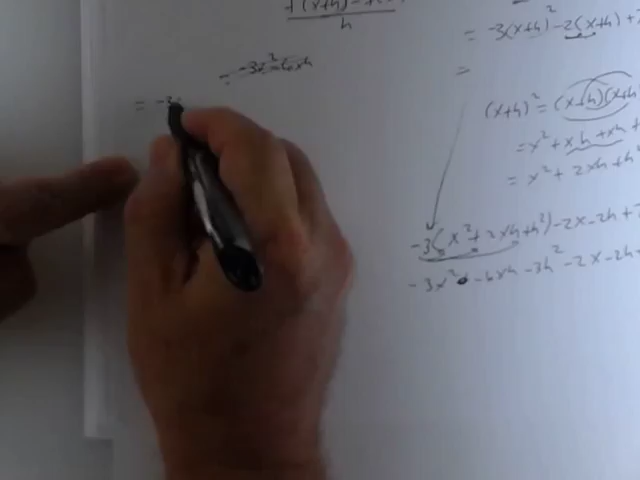 h
= -3(x+h)² -2(x+h) +
=
-3x² - 6xh
= -3
(x+h)² = (x+h)(x+h
= x² + xh + xh +
= x² + 2xh + h²
-3(x² + 2xh + h²) - 2x - 2h +
-3x² - 6xh - 3h² - 2x - 2h